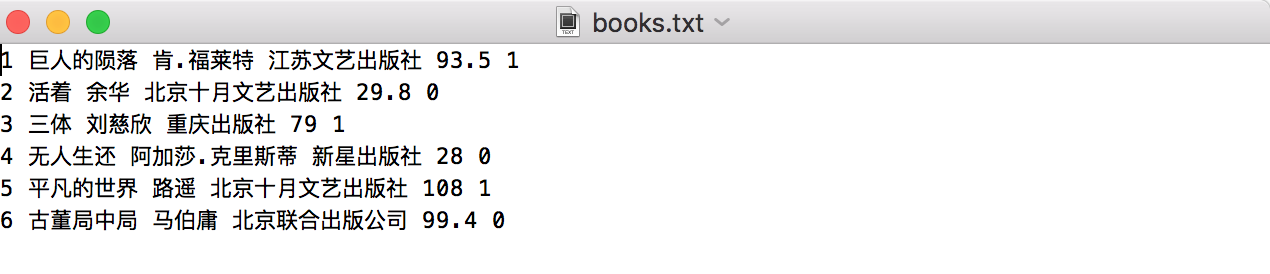 books.txt
1 巨人的陨落 肯.福莱特 江苏文艺出版社 93.5 1
2 活着 余华 北京十月文艺出版社 29.8 0
3 三体 刘慈欣 重庆出版社 79 1
4 无人生还 阿加莎.克里斯蒂 新星出版社 28 0
5 平凡的世界 路遥 北京十月文艺出版社 108 1
6 古董局中局 马伯庸 北京联合出版公司 99.4 0